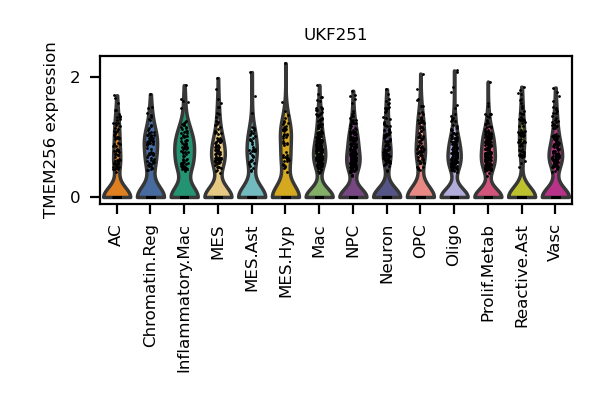 UKF251
TMEM256 expression
2
0
AC
Chromatin.Reg
Inflammatory.Mac
MES
MES.Ast
MES.Hyp
Mac
NPC
Neuron
OPC
Oligo
Prolif.Metab
Reactive.Ast
Vasc